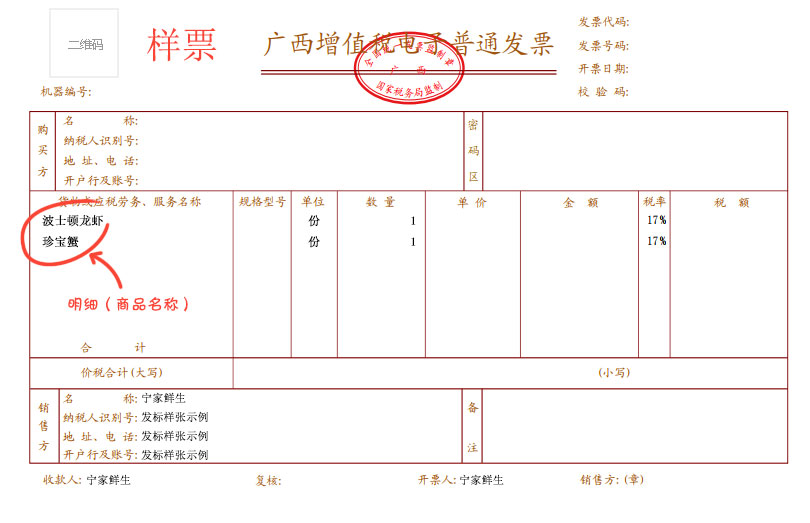 二维码
样票
广西增值税电子普通发票
全国统一发票监制章
广 西
国家税务局监制
发票代码:
发票号码:
开票日期:
校 验 码:
机器编号:
购买方
名 称:
纳税人识别号:
地 址、电 话:
开户行及账号:
密码区
货物或应税劳务、服务名称 规格型号 单位 数 量 单 价 金 额 税率 税 额
波士顿龙虾 份 1 17%
珍宝蟹 份 1 17%
明细(商品名称)
合 计
价税合计(大写) (小写)
销售方
名 称: 宁家鲜生
纳税人识别号: 发标样张示例
地 址、电 话: 发标样张示例
开户行及账号: 发标样张示例
备注
收款人: 宁家鲜生 复核: 开票人: 宁家鲜生 销售方: (章)